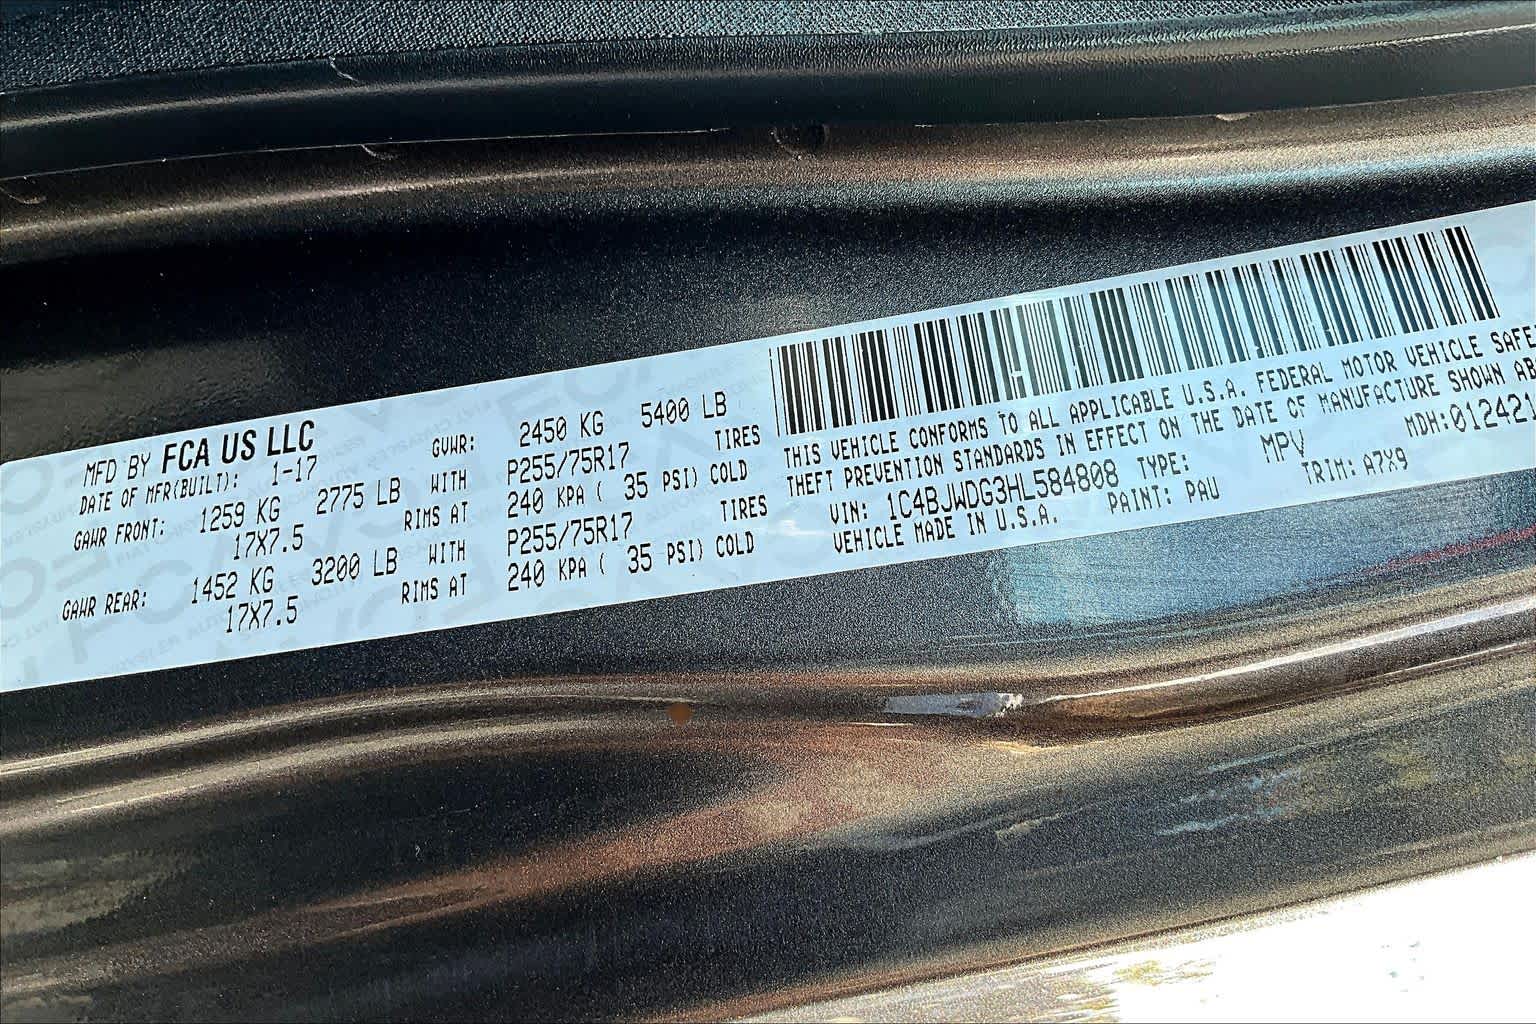 MFD BY FCA US LLC
DATE OF MFR(BUILT): 1-17
GVWR: 2450 KG 5400 LB
GAWR FRONT: 1259 KG 2775 LB WITH P255/75R17 TIRES
17X7.5 RIMS AT 240 KPA ( 35 PSI) COLD
GAWR REAR: 1452 KG 3200 LB WITH P255/75R17 TIRES
17X7.5 RIMS AT 240 KPA ( 35 PSI) COLD
THIS VEHICLE CONFORMS TO ALL APPLICABLE U.S.A. FEDERAL MOTOR VEHICLE SAFE
THEFT PREVENTION STANDARDS IN EFFECT ON THE DATE OF MANUFACTURE SHOWN AB
VIN: 1C4BJWDG3HL584808 TYPE: MPV MDH:01242
VEHICLE MADE IN U.S.A. PAINT: PAU TRIM: A7X9